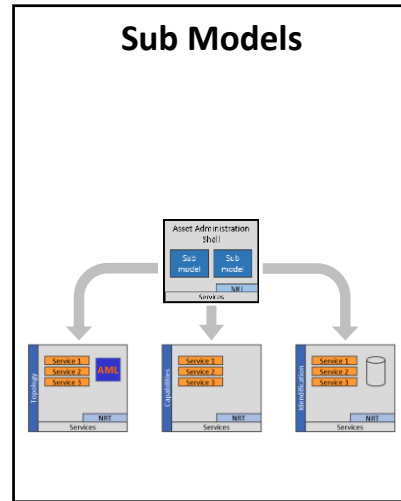 Sub Models
Asset Administration
Shell
Sub
model
Sub
model
NRT
Services
Topology
Service 1
Service 2
Service 3
AML
NRT
Services
Capabilities
Service 1
Service 2
Service 3
NRT
Services
Identification
Service 1
Service 2
Service 3
NRT
Services